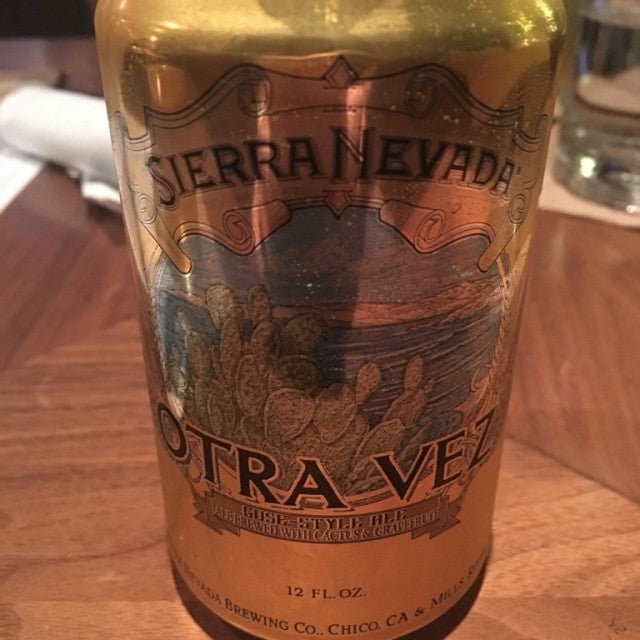 SIERRA NEVADA
OTRA VEZ
GOSE-STYLE ALE
ALE BREWED WITH CACTUS & GRAPEFRUIT
12 FL. OZ.
NEVADA BREWING CO., CHICO, CA & MILLS